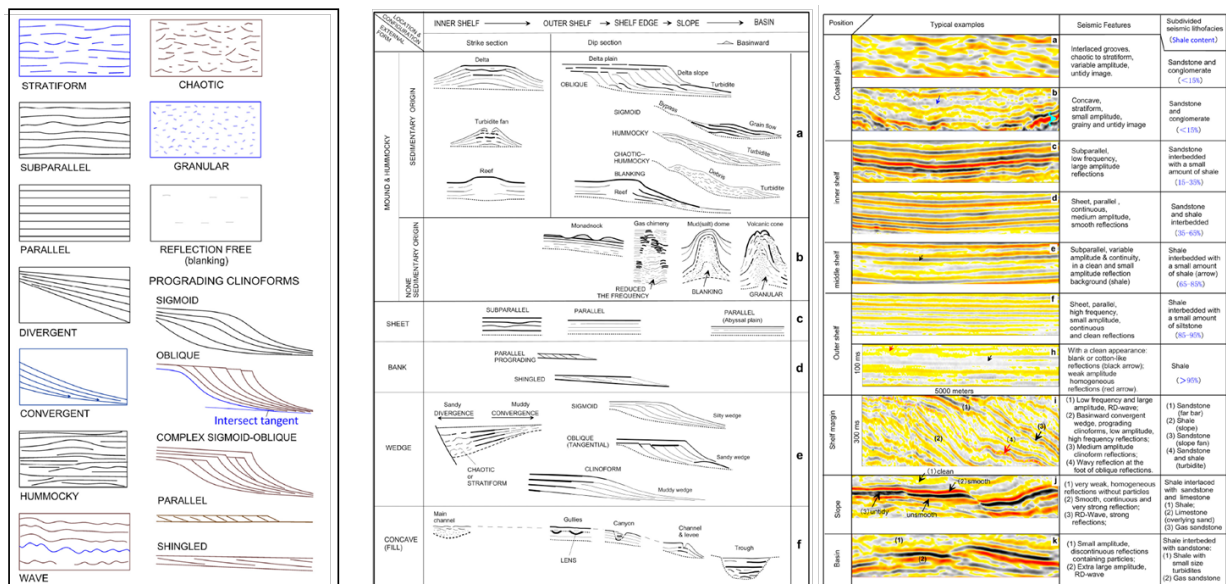 STRATIFORM
CHAOTIC
SUBPARALLEL
GRANULAR
PARALLEL
REFLECTION FREE
(blanking)
PROGRADING CLINOFORMS
SIGMOID
DIVERGENT
OBLIQUE
CONVERGENT
Intersect tangent
COMPLEX SIGMOID-OBLIQUE
HUMMOCKY
PARALLEL
SHINGLED
WAVE
LOCATION &
CONFIGURATION
EXTERNAL
FORM
INNER SHELF
OUTER SHELF
SHELF EDGE
SLOPE
BASIN
Strike section
Dip section
Basinward
MOUND & HUMMOCKY
SEDIMENTARY ORIGIN
Delta
Delta plain
Delta slope
OBLIQUE
Turbidite
Bypass
SIGMOID
Grain flow
Turbidite fan
HUMMOCKY
Turbidite
CHAOTIC-
HUMMOCKY
Debris
Reef
BLANKING
Reef
Turbidite
a
NONE
SEDIMENTARY ORIGIN
Monadnock
Gas chimney
Mud(salt) dome
Volcanic cone
REDUCED
THE FREQUENCY
BLANKING
GRANULAR
b
SHEET
SUBPARALLEL
PARALLEL
PARALLEL
(Abyssal plain)
c
BANK
PARALLEL
PROGRADING
SHINGLED
d
WEDGE
Sandy
DIVERGENCE
Muddy
CONVERGENCE
CHAOTIC
or
STRATIFORM
SIGMOID
Silty wedge
OBLIQUE
(TANGENTIAL)
Sandy wedge
CLINOFORM
Muddy wedge
e
CONCAVE
(FILL)
Main
channel
Gullies
LENS
Canyon
Channel
& levee
Trough
f
Position
Typical examples
Seismic Features
Subdivided
seismic lithofacies
(Shale content)
Coastal plain
a
Interlaced grooves,
chaotic to stratiform,
variable amplitude,
untidy image.
Sandstone and
conglomerate
(<15%)
b
Concave,
stratiform,
small amplitude,
grainy and untidy image
Sandstone
and
conglomerate
(<15%)
inner shelf
c
Subparallel,
low frequency,
large amplitude
reflections
Sandstone
interbedded
with a small
amount of shale
(15-35%)
d
Sheet, parallel ,
continuous,
medium amplitude,
smooth reflections
Sandstone
and shale
interbedded
(35-65%)
middle shelf
e
Subparallel, variable
amplitude & continuity,
in a clean and small
amplitude reflection
background (shale)
Shale
interbedded with
a small amount
of shale (arrow)
(65-85%)
Outer shelf
f
Sheet, parallel,
high frequency,
small amplitude,
continuous
and clean reflections
Shale
interbedded with
a small amount
of siltstone
(85-95%)
100 ms
5000 meters
h
With a clean appearance:
blank or cotton-like
reflections (black arrow);
weak amplitude
homogeneous
reflections (red arrow).
Shale
(>95%)
Shelf margin
300 ms
i
(1)
(2)
(3)
(4)
(1) Low frequency and large
amplitude, RD-wave;
(2) Basinward convergent
wedge, prograding
clinoforms, low amplitude,
high frequency reflections;
(3) Medium amplitude
clinoform reflections;
(4) Wavy reflection at the
foot of oblique reflections.
(1) Sandstone
(far bar)
(2) Shale
(slope)
(3) Sandstone
(slope fan)
(4) Sandstone
and shale
(turbidite)
Slope
j
(1) clean
(2) smooth
(3) untidy
unsmooth
(1) very weak, homogeneous
reflections without particles
(2) Smooth, continuous and
very strong reflection;
(3) RD-Wave, strong
reflections;
Shale interlaced
with sandstone
and limestone
(1) Shale;
(2) Limestone
(overlying sand)
(3) Gas sandstone
Basin
k
(1)
(2)
(1) Small amplitude,
discontinuous reflections
containing particles;
(2) Extra large amplitude,
RD-wave
Shale interbeded
with sandstone:
(1) Shale with
small size
turbidites
(2) Gas sandstone